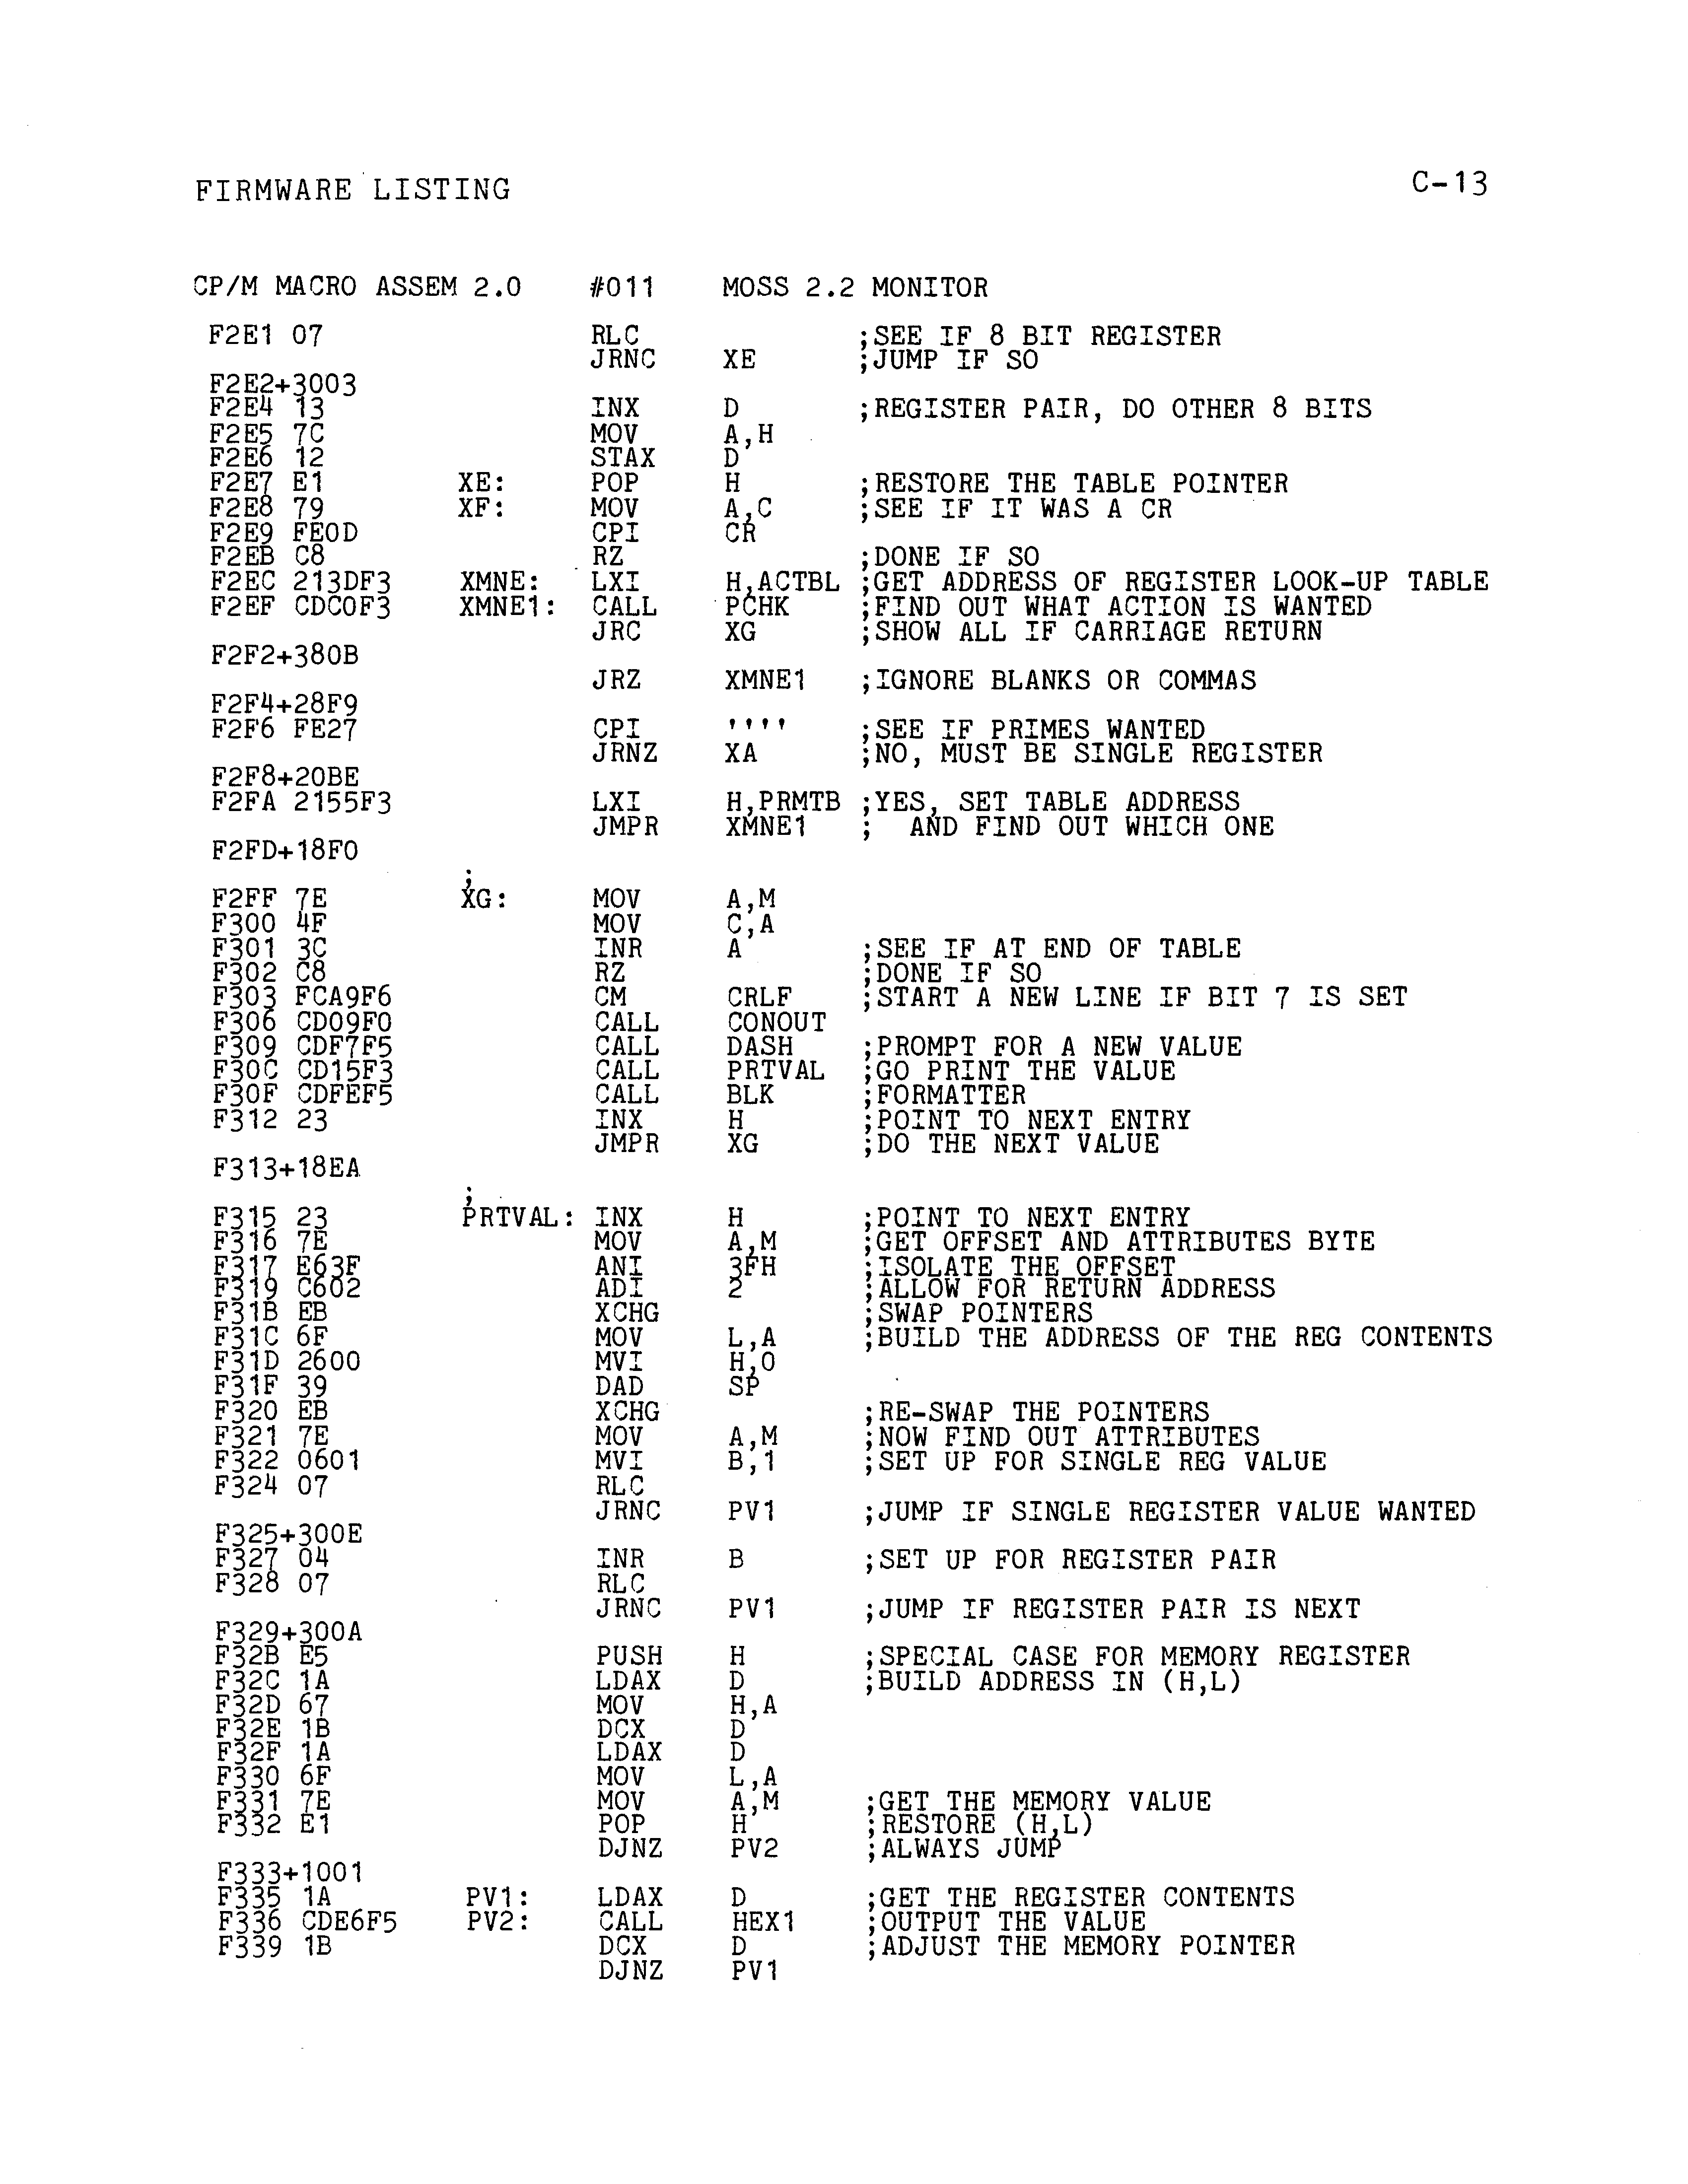 FIRMWARE LISTING C-13
CP/M MACRO ASSEM 2.0 #011 MOSS 2.2 MONITOR
F2E1 07 RLC ;SEE IF 8 BIT REGISTER
JRNC XE ;JUMP IF SO
F2E2+3003
F2E4 13 INX D ;REGISTER PAIR, DO OTHER 8 BITS
F2E5 7C MOV A,H
F2E6 12 STAX D
F2E7 E1 XE: POP H ;RESTORE THE TABLE POINTER
F2E8 79 XF: MOV A,C ;SEE IF IT WAS A CR
F2E9 FE0D CPI CR
F2EB C8 RZ ;DONE IF SO
F2EC 213DF3 XMNE: LXI H,ACTBL ;GET ADDRESS OF REGISTER LOOK-UP TABLE
F2EF CDC0F3 XMNE1: CALL PCHK ;FIND OUT WHAT ACTION IS WANTED
JRC XG ;SHOW ALL IF CARRIAGE RETURN
F2F2+380B
JRZ XMNE1 ;IGNORE BLANKS OR COMMAS
F2F4+28F9
F2F6 FE27 CPI '''' ;SEE IF PRIMES WANTED
JRNZ XA ;NO, MUST BE SINGLE REGISTER
F2F8+20BE
F2FA 2155F3 LXI H,PRMTB ;YES, SET TABLE ADDRESS
JMPR XMNE1 ; AND FIND OUT WHICH ONE
F2FD+18F0
;
F2FF 7E XG: MOV A,M
F300 4F MOV C,A
F301 3C INR A ;SEE IF AT END OF TABLE
F302 C8 RZ ;DONE IF SO
F303 FCA9F6 CM CRLF ;START A NEW LINE IF BIT 7 IS SET
F306 CD09F0 CALL CONOUT
F309 CDF7F5 CALL DASH ;PROMPT FOR A NEW VALUE
F30C CD15F3 CALL PRTVAL ;GO PRINT THE VALUE
F30F CDFEF5 CALL BLK ;FORMATTER
F312 23 INX H ;POINT TO NEXT ENTRY
JMPR XG ;DO THE NEXT VALUE
F313+18EA
;
F315 23 PRTVAL: INX H ;POINT TO NEXT ENTRY
F316 7E MOV A,M ;GET OFFSET AND ATTRIBUTES BYTE
F317 E63F ANI 3FH ;ISOLATE THE OFFSET
F319 C602 ADI 2 ;ALLOW FOR RETURN ADDRESS
F31B EB XCHG ;SWAP POINTERS
F31C 6F MOV L,A ;BUILD THE ADDRESS OF THE REG CONTENTS
F31D 2600 MVI H,0
F31F 39 DAD SP
F320 EB XCHG ;RE-SWAP THE POINTERS
F321 7E MOV A,M ;NOW FIND OUT ATTRIBUTES
F322 0601 MVI B,1 ;SET UP FOR SINGLE REG VALUE
F324 07 RLC
JRNC PV1 ;JUMP IF SINGLE REGISTER VALUE WANTED
F325+300E
F327 04 INR B ;SET UP FOR REGISTER PAIR
F328 07 RLC
JRNC PV1 ;JUMP IF REGISTER PAIR IS NEXT
F329+300A
F32B E5 PUSH H ;SPECIAL CASE FOR MEMORY REGISTER
F32C 1A LDAX D ;BUILD ADDRESS IN (H,L)
F32D 67 MOV H,A
F32E 1B DCX D
F32F 1A LDAX D
F330 6F MOV L,A
F331 7E MOV A,M ;GET THE MEMORY VALUE
F332 E1 POP H ;RESTORE (H,L)
DJNZ PV2 ;ALWAYS JUMP
F333+1001
F335 1A PV1: LDAX D ;GET THE REGISTER CONTENTS
F336 CDE6F5 PV2: CALL HEX1 ;OUTPUT THE VALUE
F339 1B DCX D ;ADJUST THE MEMORY POINTER
DJNZ PV1